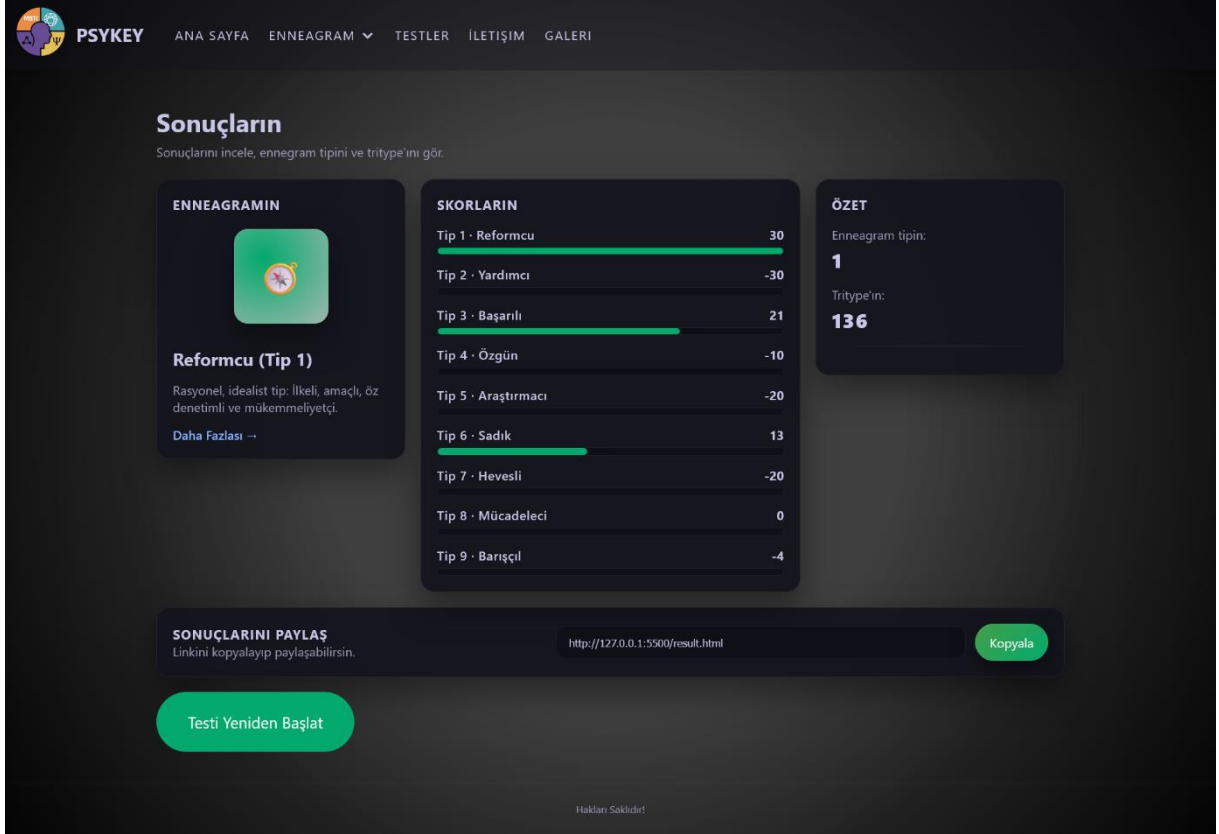 MBTI
PSYKEY
ANA SAYFA ENNEAGRAM TESTLER İLETİŞİM GALERI
Sonuçların
Sonuçlarını incele, ennegram tipini ve tritype'ını gör.
ENNEAGRAMIN
Reformcu (Tip 1)
Rasyonel, idealist tip: İlkeli, amaçlı, öz
denetimli ve mükemmeliyetçi.
Daha Fazlası →
SKORLARIN
Tip 1 · Reformcu 30
Tip 2 · Yardımcı -30
Tip 3 · Başarılı 21
Tip 4 · Özgün -10
Tip 5 · Araştırmacı -20
Tip 6 · Sadık 13
Tip 7 · Hevesli -20
Tip 8 · Mücadeleci 0
Tip 9 · Barışçıl -4
ÖZET
Enneagram tipin:
1
Tritype'ın:
136
SONUÇLARINI PAYLAŞ
Linkini kopyalayıp paylaşabilirsin.
http://127.0.0.1:5500/result.html
Kopyala
Testi Yeniden Başlat
Hakları Saklıdır!